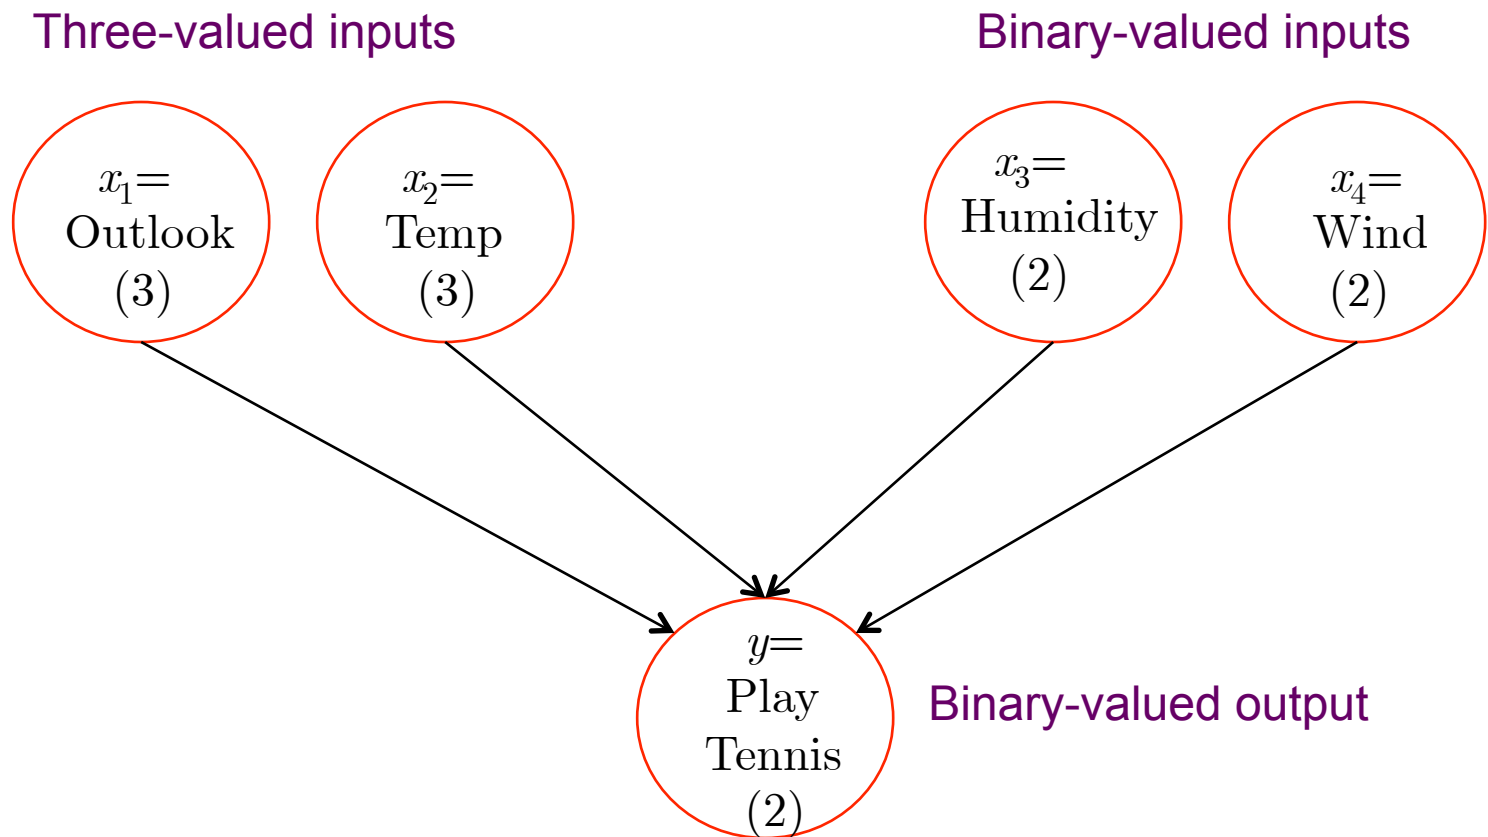 Three-valued inputs
Binary-valued inputs
x₁=
Outlook
(3)
x₂=
Temp
(3)
x₃=
Humidity
(2)
x₄=
Wind
(2)
y=
Play
Tennis
(2)
Binary-valued output